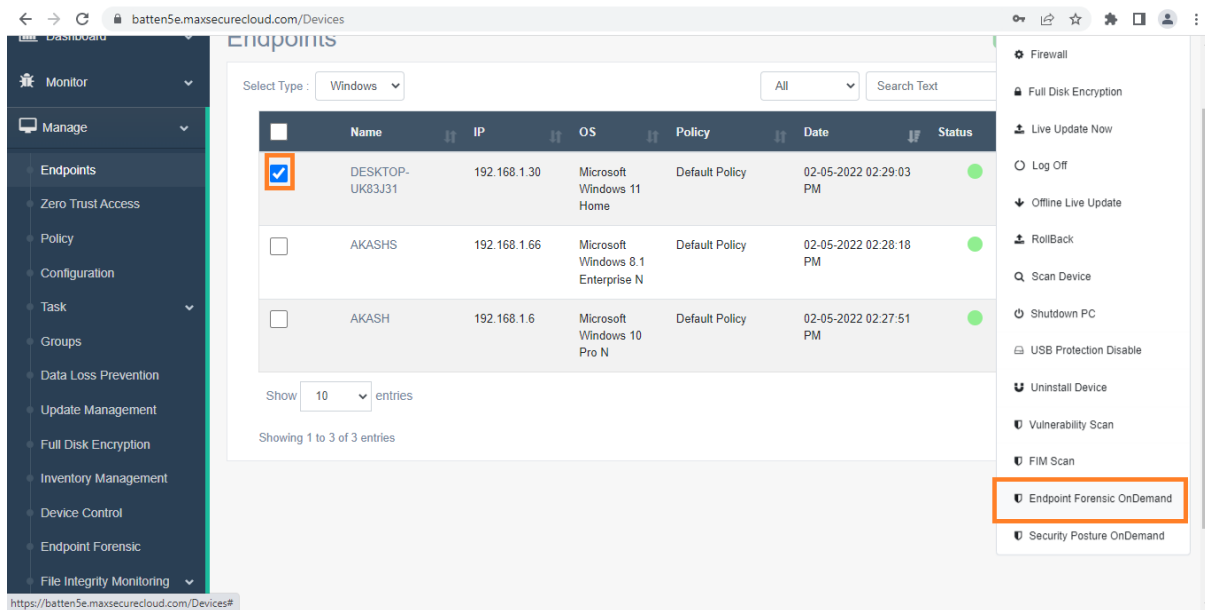 batten5e.maxsecurecloud.com/Devices
Dashboard
Monitor
Manage
Endpoints
Zero Trust Access
Policy
Configuration
Task
Groups
Data Loss Prevention
Update Management
Full Disk Encryption
Inventory Management
Device Control
Endpoint Forensic
File Integrity Monitoring
https://batten5e.maxsecurecloud.com/Devices#
Endpoints
Select Type : Windows All Search Text
Name IP OS Policy Date Status
DESKTOP- 192.168.1.30 Microsoft Default Policy 02-05-2022 02:29:03
UK83J31 Windows 11 PM
Home
AKASHS 192.168.1.66 Microsoft Default Policy 02-05-2022 02:28:18
Windows 8.1 PM
Enterprise N
AKASH 192.168.1.6 Microsoft Default Policy 02-05-2022 02:27:51
Windows 10 PM
Pro N
Show 10 entries
Showing 1 to 3 of 3 entries
Firewall
Full Disk Encryption
Live Update Now
Log Off
Offline Live Update
RollBack
Scan Device
Shutdown PC
USB Protection Disable
Uninstall Device
Vulnerability Scan
FIM Scan
Endpoint Forensic OnDemand
Security Posture OnDemand